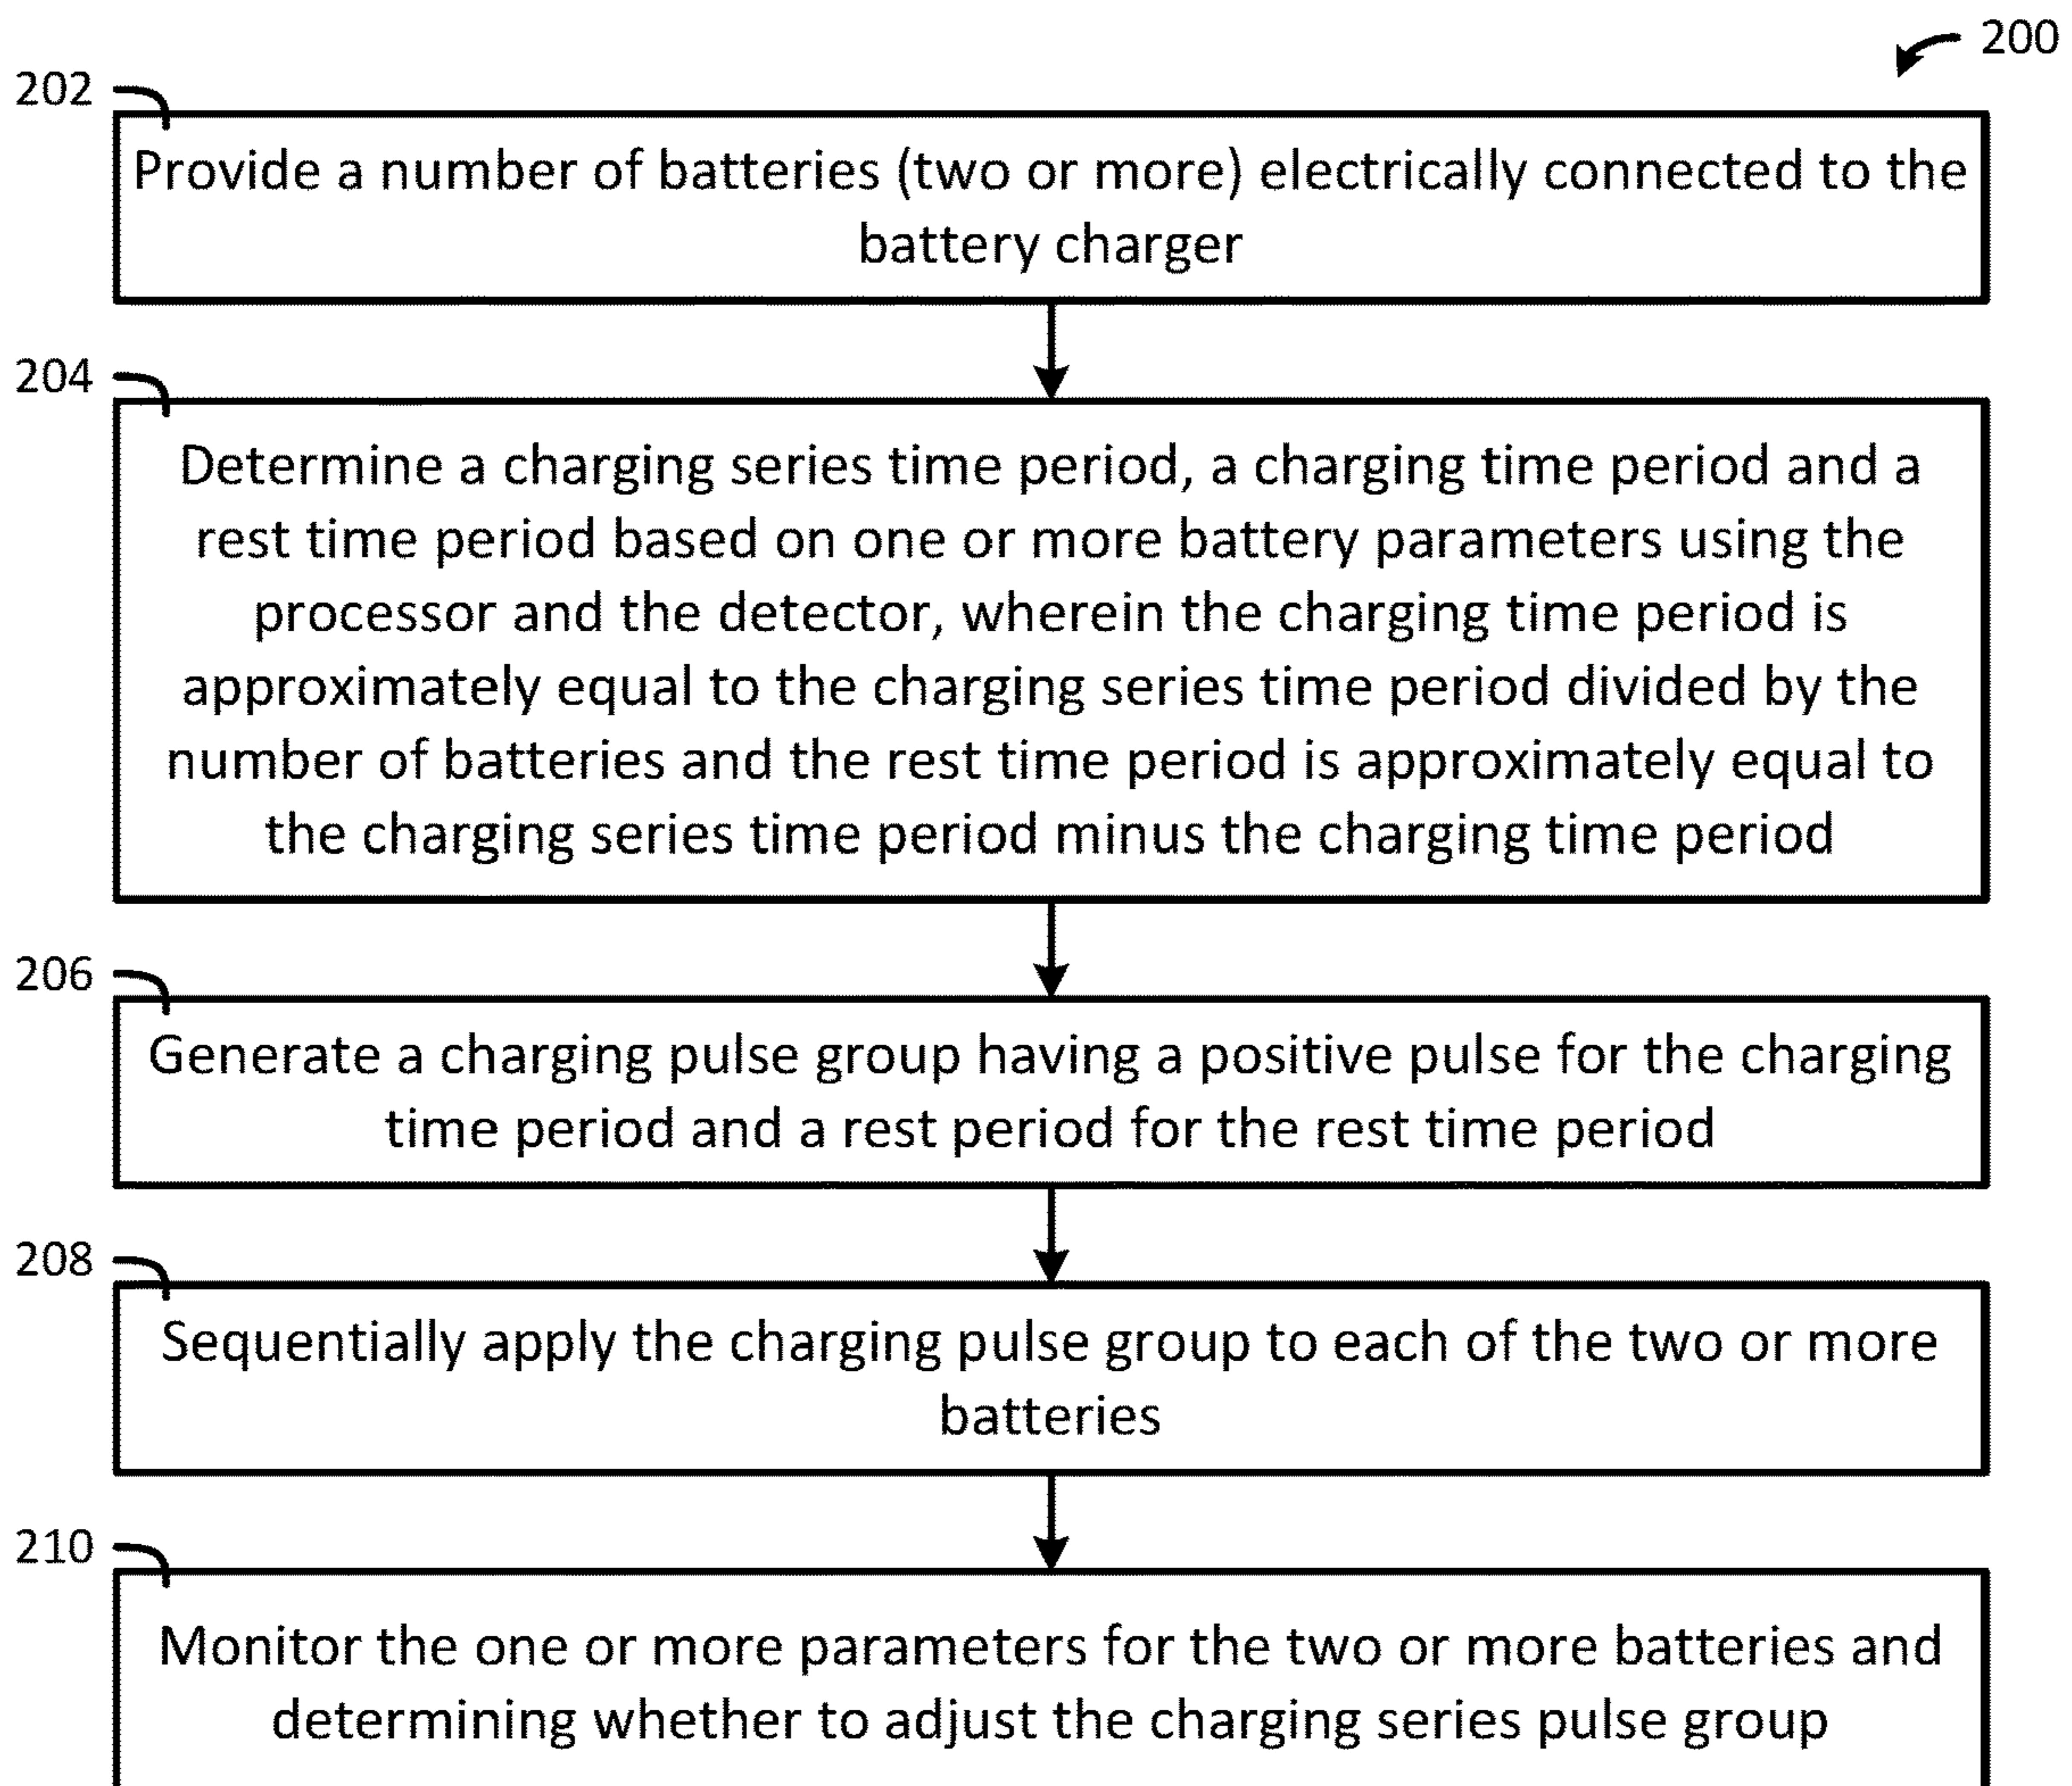 200
202
Provide a number of batteries (two or more) electrically connected to the
battery charger
204
Determine a charging series time period, a charging time period and a
rest time period based on one or more battery parameters using the
processor and the detector, wherein the charging time period is
approximately equal to the charging series time period divided by the
number of batteries and the rest time period is approximately equal to
the charging series time period minus the charging time period
206
Generate a charging pulse group having a positive pulse for the charging
time period and a rest period for the rest time period
208
Sequentially apply the charging pulse group to each of the two or more
batteries
210
Monitor the one or more parameters for the two or more batteries and
determining whether to adjust the charging series pulse group